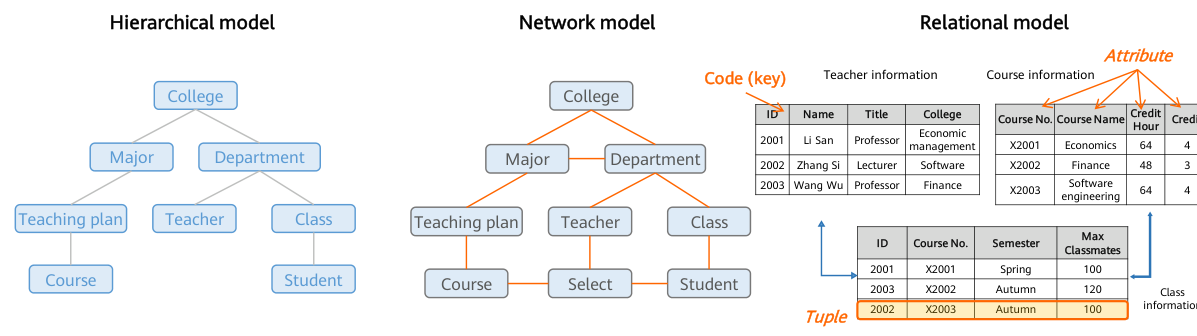 Hierarchical model
College
Major
Department
Teaching plan
Teacher
Class
Course
Student
Network model
College
Major
Department
Teaching plan
Teacher
Class
Course
Select
Student
Relational model
Attribute
Code (key)
Teacher information
Course information
ID Name Title College
2001 Li San Professor Economic
management
2002 Zhang Si Lecturer Software
2003 Wang Wu Professor Finance
Course No. Course Name Credit
Hour Credi
X2001 Economics 64 4
X2002 Finance 48 3
X2003 Software
engineering 64 4
ID Course No. Semester Max
Classmates
2001 X2001 Spring 100
2003 X2002 Autumn 120
2002 X2003 Autumn 100
Class
information
Tuple